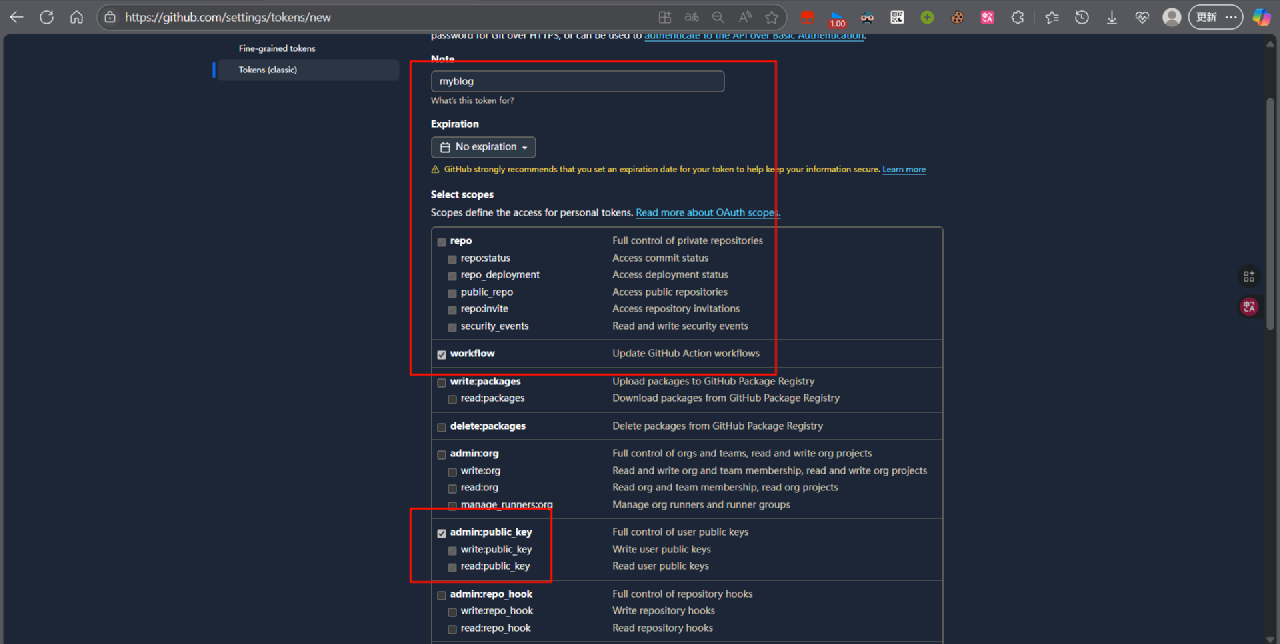 https://github.com/settings/tokens/new
1.00
更新
password for Git over HTTPS, or can be used to authenticate to the API over Basic Authentication.
Fine-grained tokens
Tokens (classic)
Note
myblog
What's this token for?
Expiration
No expiration
GitHub strongly recommends that you set an expiration date for your token to help keep your information secure. Learn more
Select scopes
Scopes define the access for personal tokens. Read more about OAuth scopes.
repo Full control of private repositories
repo:status Access commit status
repo_deployment Access deployment status
public_repo Access public repositories
repo:invite Access repository invitations
security_events Read and write security events
workflow Update GitHub Action workflows
write:packages Upload packages to GitHub Package Registry
read:packages Download packages from GitHub Package Registry
delete:packages Delete packages from GitHub Package Registry
admin:org Full control of orgs and teams, read and write org projects
write:org Read and write org and team membership, read and write org projects
read:org Read org and team membership, read org projects
manage_runners:org Manage org runners and runner groups
admin:public_key Full control of user public keys
write:public_key Write user public keys
read:public_key Read user public keys
admin:repo_hook Full control of repository hooks
write:repo_hook Write repository hooks
read:repo_hook Read repository hooks